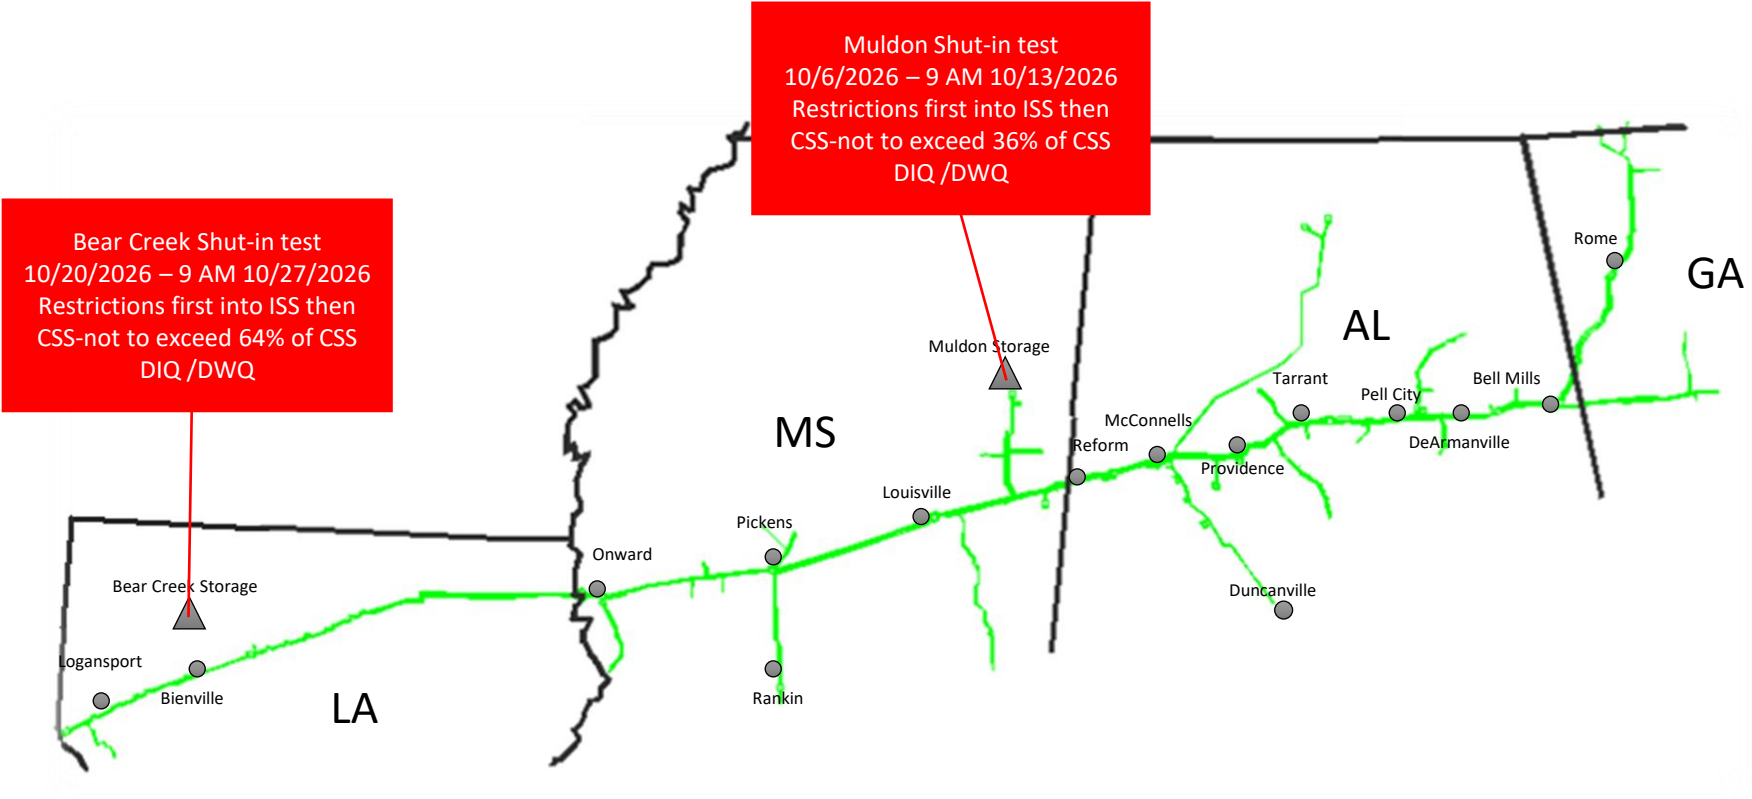 Muldon Shut-in test
10/6/2026 – 9 AM 10/13/2026
Restrictions first into ISS then
CSS-not to exceed 36% of CSS
DIQ /DWQ
Bear Creek Shut-in test
10/20/2026 – 9 AM 10/27/2026
Restrictions first into ISS then
CSS-not to exceed 64% of CSS
DIQ /DWQ
Rome
GA
AL
Muldon Storage
Tarrant
Bell Mills
Pell City
McConnells
MS
Reform
DeArmanville
Providence
Louisville
Pickens
Onward
Bear Creek Storage
Duncanville
Logansport
Bienville
Rankin
LA